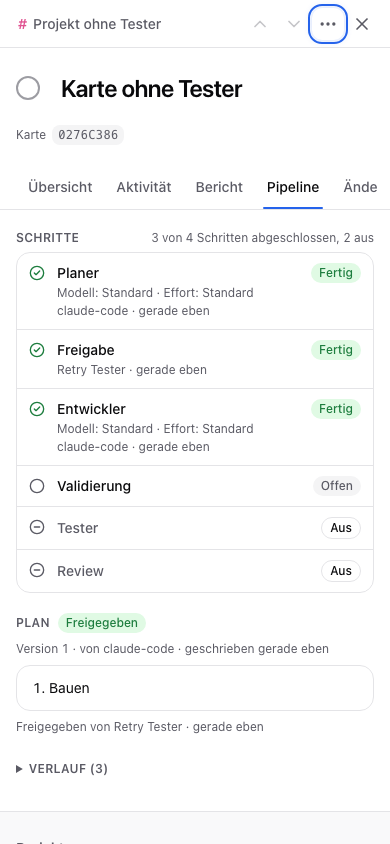 # Projekt ohne Tester
Karte ohne Tester
Karte 0276C386
Übersicht Aktivität Bericht Pipeline Ände
SCHRITTE 3 von 4 Schritten abgeschlossen, 2 aus
Planer Fertig
Modell: Standard · Effort: Standard
claude-code · gerade eben
Freigabe Fertig
Retry Tester · gerade eben
Entwickler Fertig
Modell: Standard · Effort: Standard
claude-code · gerade eben
Validierung Offen
Tester Aus
Review Aus
PLAN Freigegeben
Version 1 · von claude-code · geschrieben gerade eben
1. Bauen
Freigegeben von Retry Tester · gerade eben
VERLAUF (3)